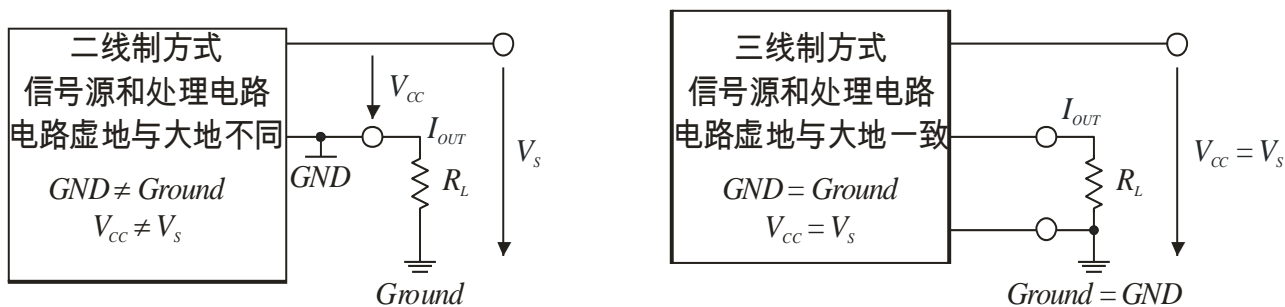 二线制方式
信号源和处理电路
电路虚地与大地不同
GND ≠ Ground
V_CC ≠ V_S
V_CC
I_OUT
GND
R_L
V_S
Ground
三线制方式
信号源和处理电路
电路虚地与大地一致
GND = Ground
V_CC = V_S
I_OUT
R_L
V_CC = V_S
Ground = GND